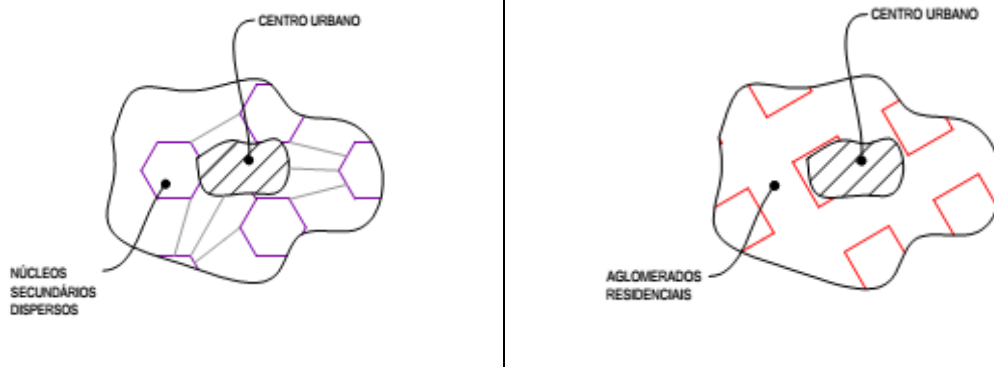 CENTRO URBANO
NÚCLEOS
SECUNDÁRIOS
DISPERSOS
CENTRO URBANO
AGLOMERADOS
RESIDENCIAIS